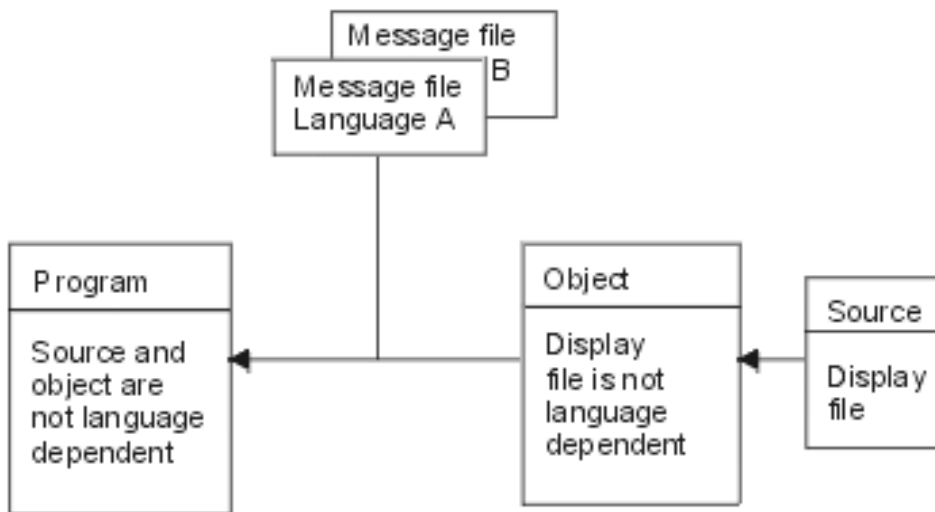 Message file
B
Message file
Language A
Program
Source and
object are
not language
dependent
Object
Display
file is not
language
dependent
Source
Display
file